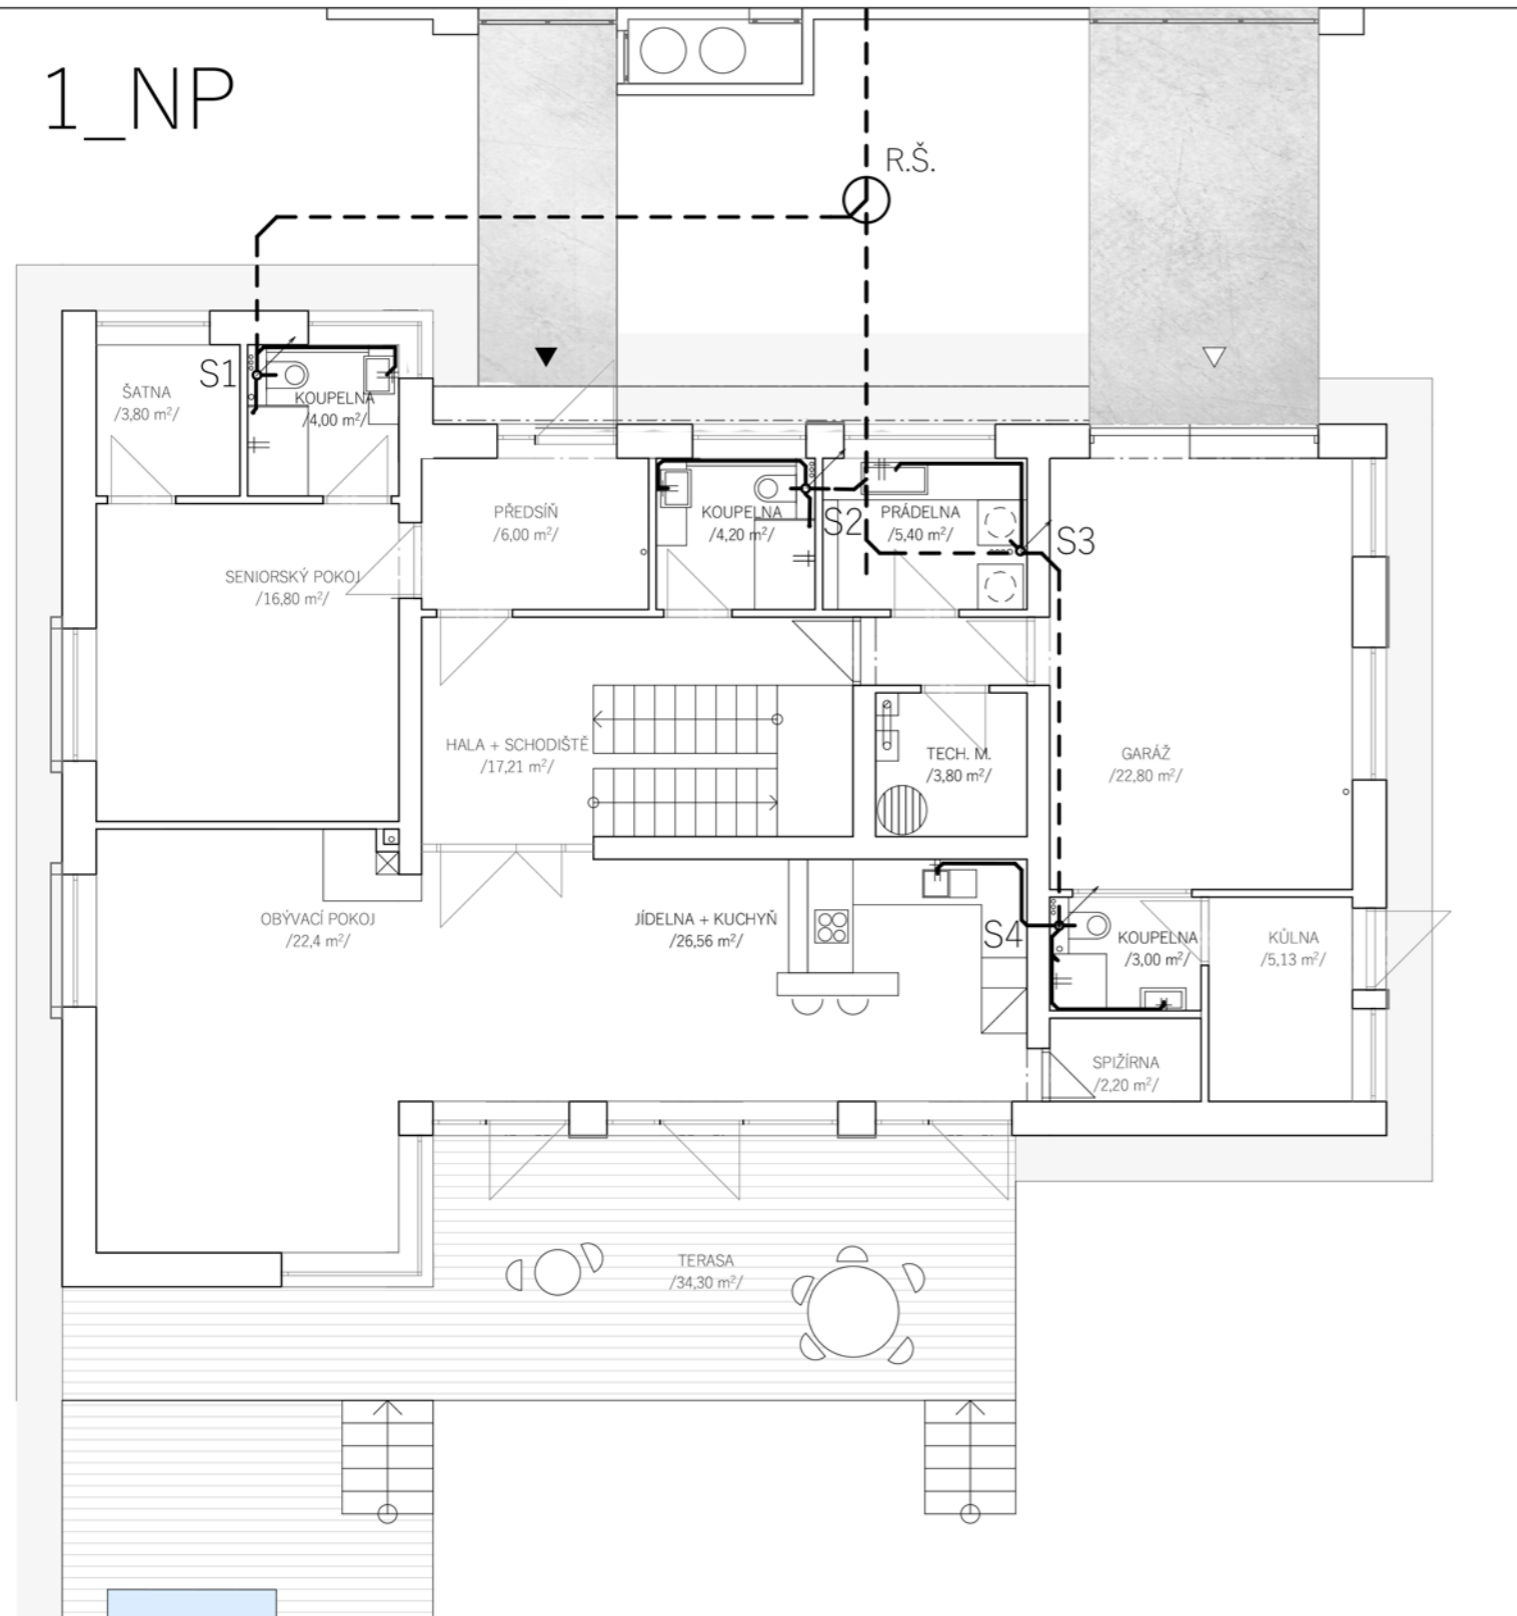 1_NP
R.Š.
S1
ŠATNA
/3,80 m²/
KOUPELNA
/4,00 m²/
PŘEDSÍŇ
/6,00 m²/
KOUPELNA
/4,20 m²/
S2
PRÁDELNA
/5,40 m²/
S3
SENIORSKÝ POKOJ
/16,80 m²/
HALA + SCHODIŠTĚ
/17,21 m²/
TECH. M.
/3,80 m²/
GARÁŽ
/22,80 m²/
OBÝVACÍ POKOJ
/22,4 m²/
JÍDELNA + KUCHYŇ
/26,56 m²/
S4
KOUPELNA
/3,00 m²/
KŮLNA
/5,13 m²/
SPIŽÍRNA
/2,20 m²/
TERASA
/34,30 m²/